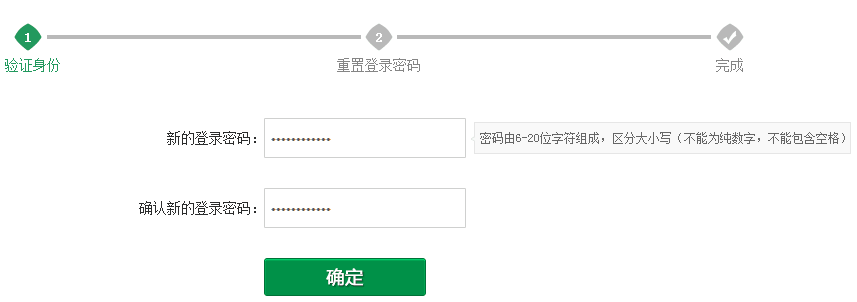 1 2
验证身份 重置登录密码 完成
新的登录密码： •••••••••••• 密码由6-20位字符组成，区分大小写（不能为纯数字，不能包含空格）
确认新的登录密码： ••••••••••••
确定